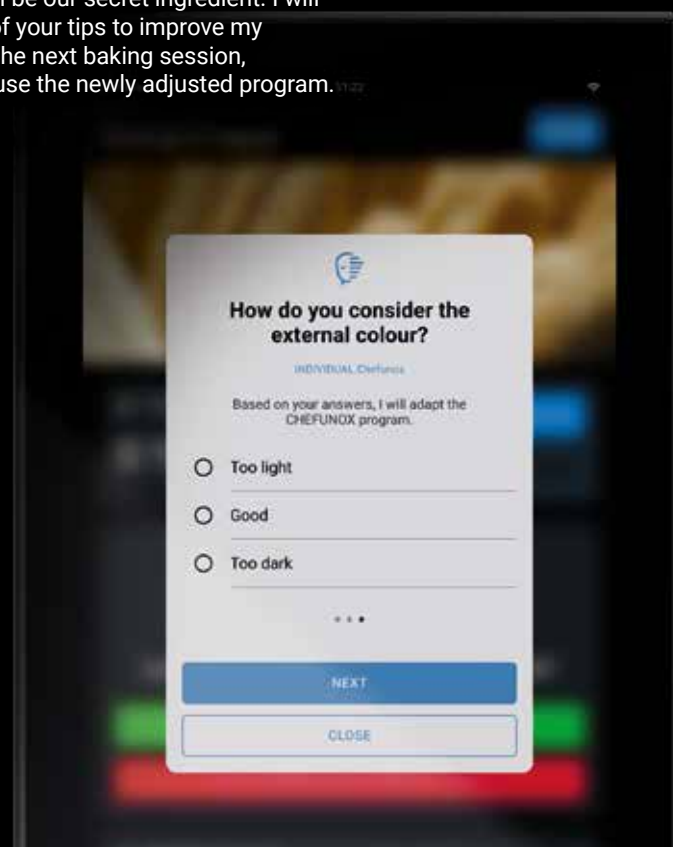 be our secret ingredient. I will
of your tips to improve my
he next baking session,
use the newly adjusted program.
11:22
How do you consider the
external colour?
INDIVIDUAL Chefunox
Based on your answers, I will adapt the
CHEFUNOX program.
Too light
Good
Too dark
NEXT
CLOSE